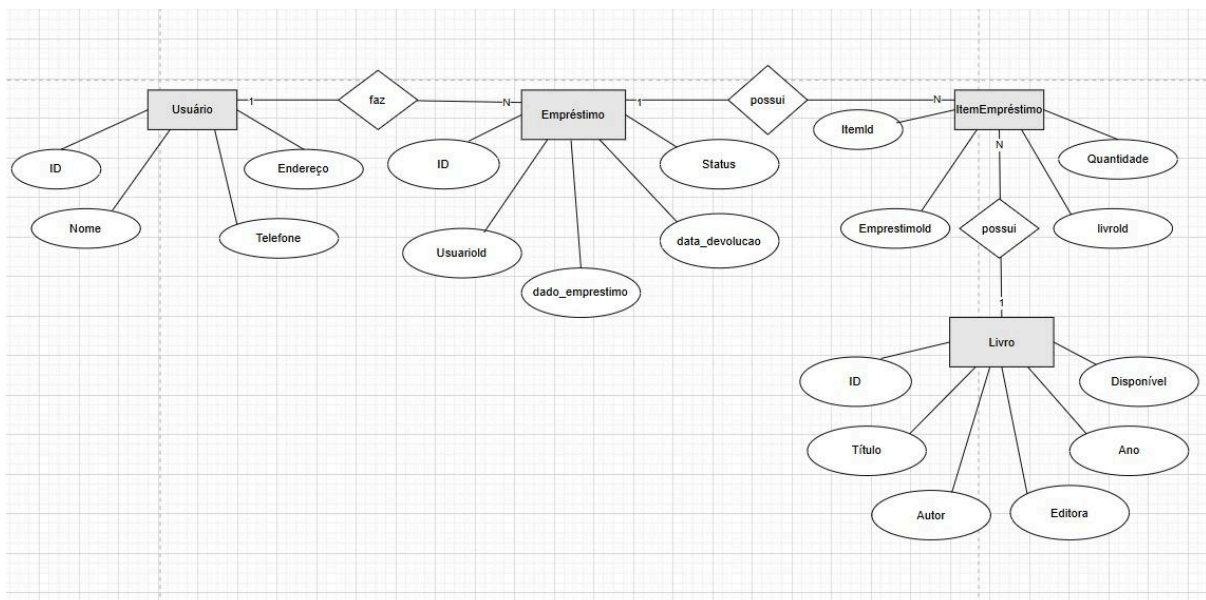 Usuário
1
faz
N
Empréstimo
1
possui
N
ItemEmpréstimo
ID
Nome
Telefone
Endereço
ID
UsuarioId
dado_emprestimo
data_devolucao
Status
ItemId
EmprestimoId
N
possui
1
livroId
Quantidade
Livro
ID
Título
Autor
Editora
Ano
Disponível